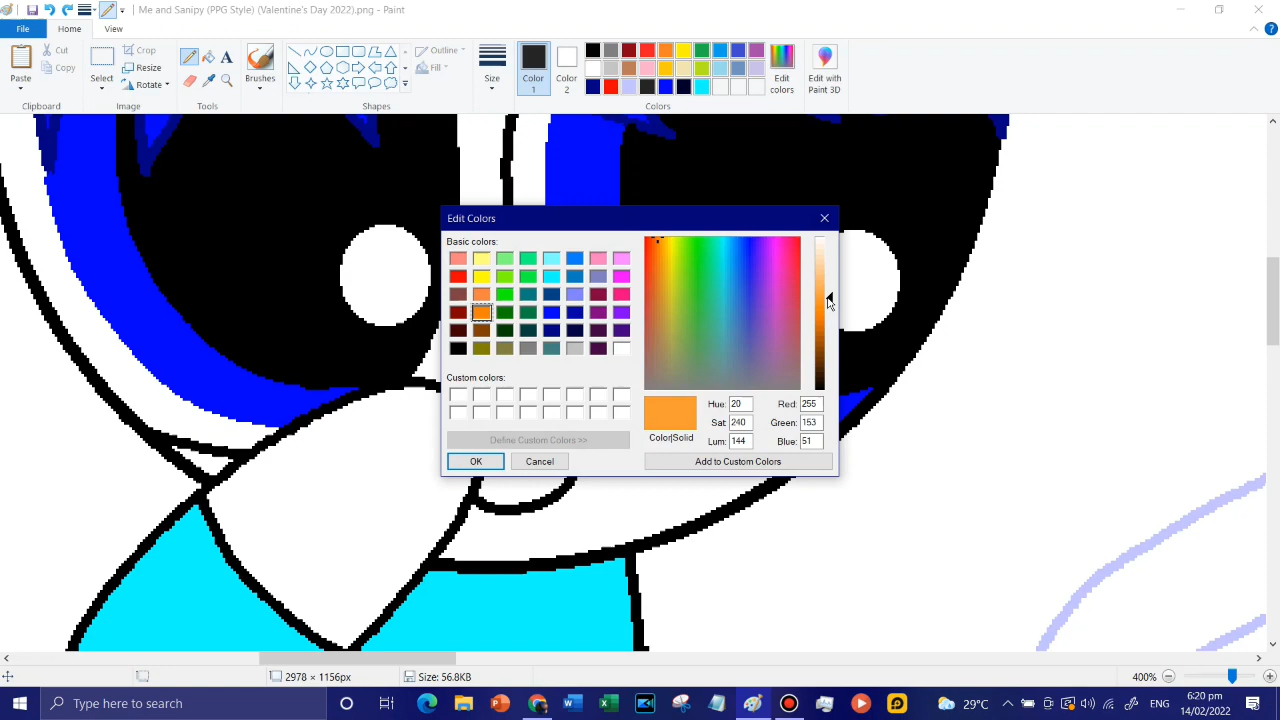 Me and Sanipy (PPG Style) (Valentine's Day 2022).png - Paint
File
Home
View
Paste
Cut
Copy
Clipboard
Select
Crop
Resize
Rotate
Image
A
Tools
Brushes
Outline
Fill
Shapes
Size
Color 1
Color 2
Edit colors
Colors
Edit with Paint 3D
Edit Colors
Basic colors:
Custom colors:
Define Custom Colors >>
OK
Cancel
Color|Solid
Hue: 20
Sat: 240
Lum: 144
Red: 255
Green: 153
Blue: 51
Add to Custom Colors
2978 × 1156px
Size: 56.8KB
400%
Type here to search
29°C
ENG
6:20 pm
14/02/2022